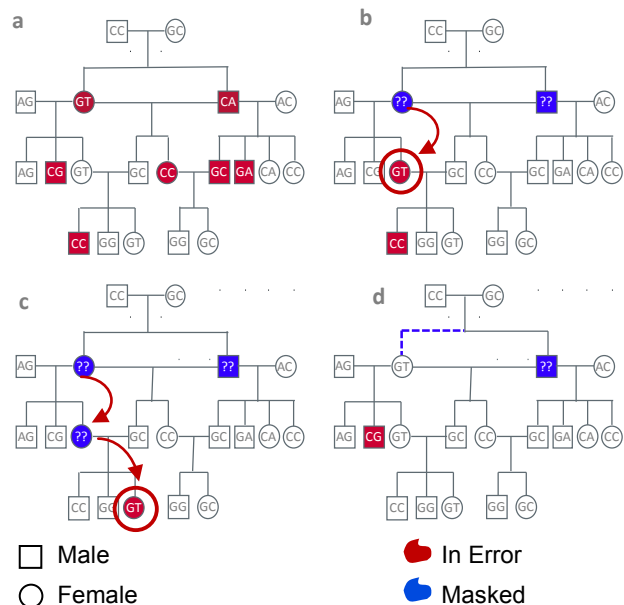 a
CC GC
AG GT CA AC
AG CG GT GC CC GC GA CA CC
CC GG GT GG GC
b
CC GC
AG ?? ?? AC
AG CG GT GC CC GC GA CA CC
CC GG GT GG GC
c
CC GC
AG ?? ?? AC
AG CG ?? GC CC GC GA CA CC
CC GG GT GG GC
d
CC GC
AG GT ?? AC
AG CG GT GC CC GC GA CA CC
CC GG GT GG GC
Male
Female
In Error
Masked